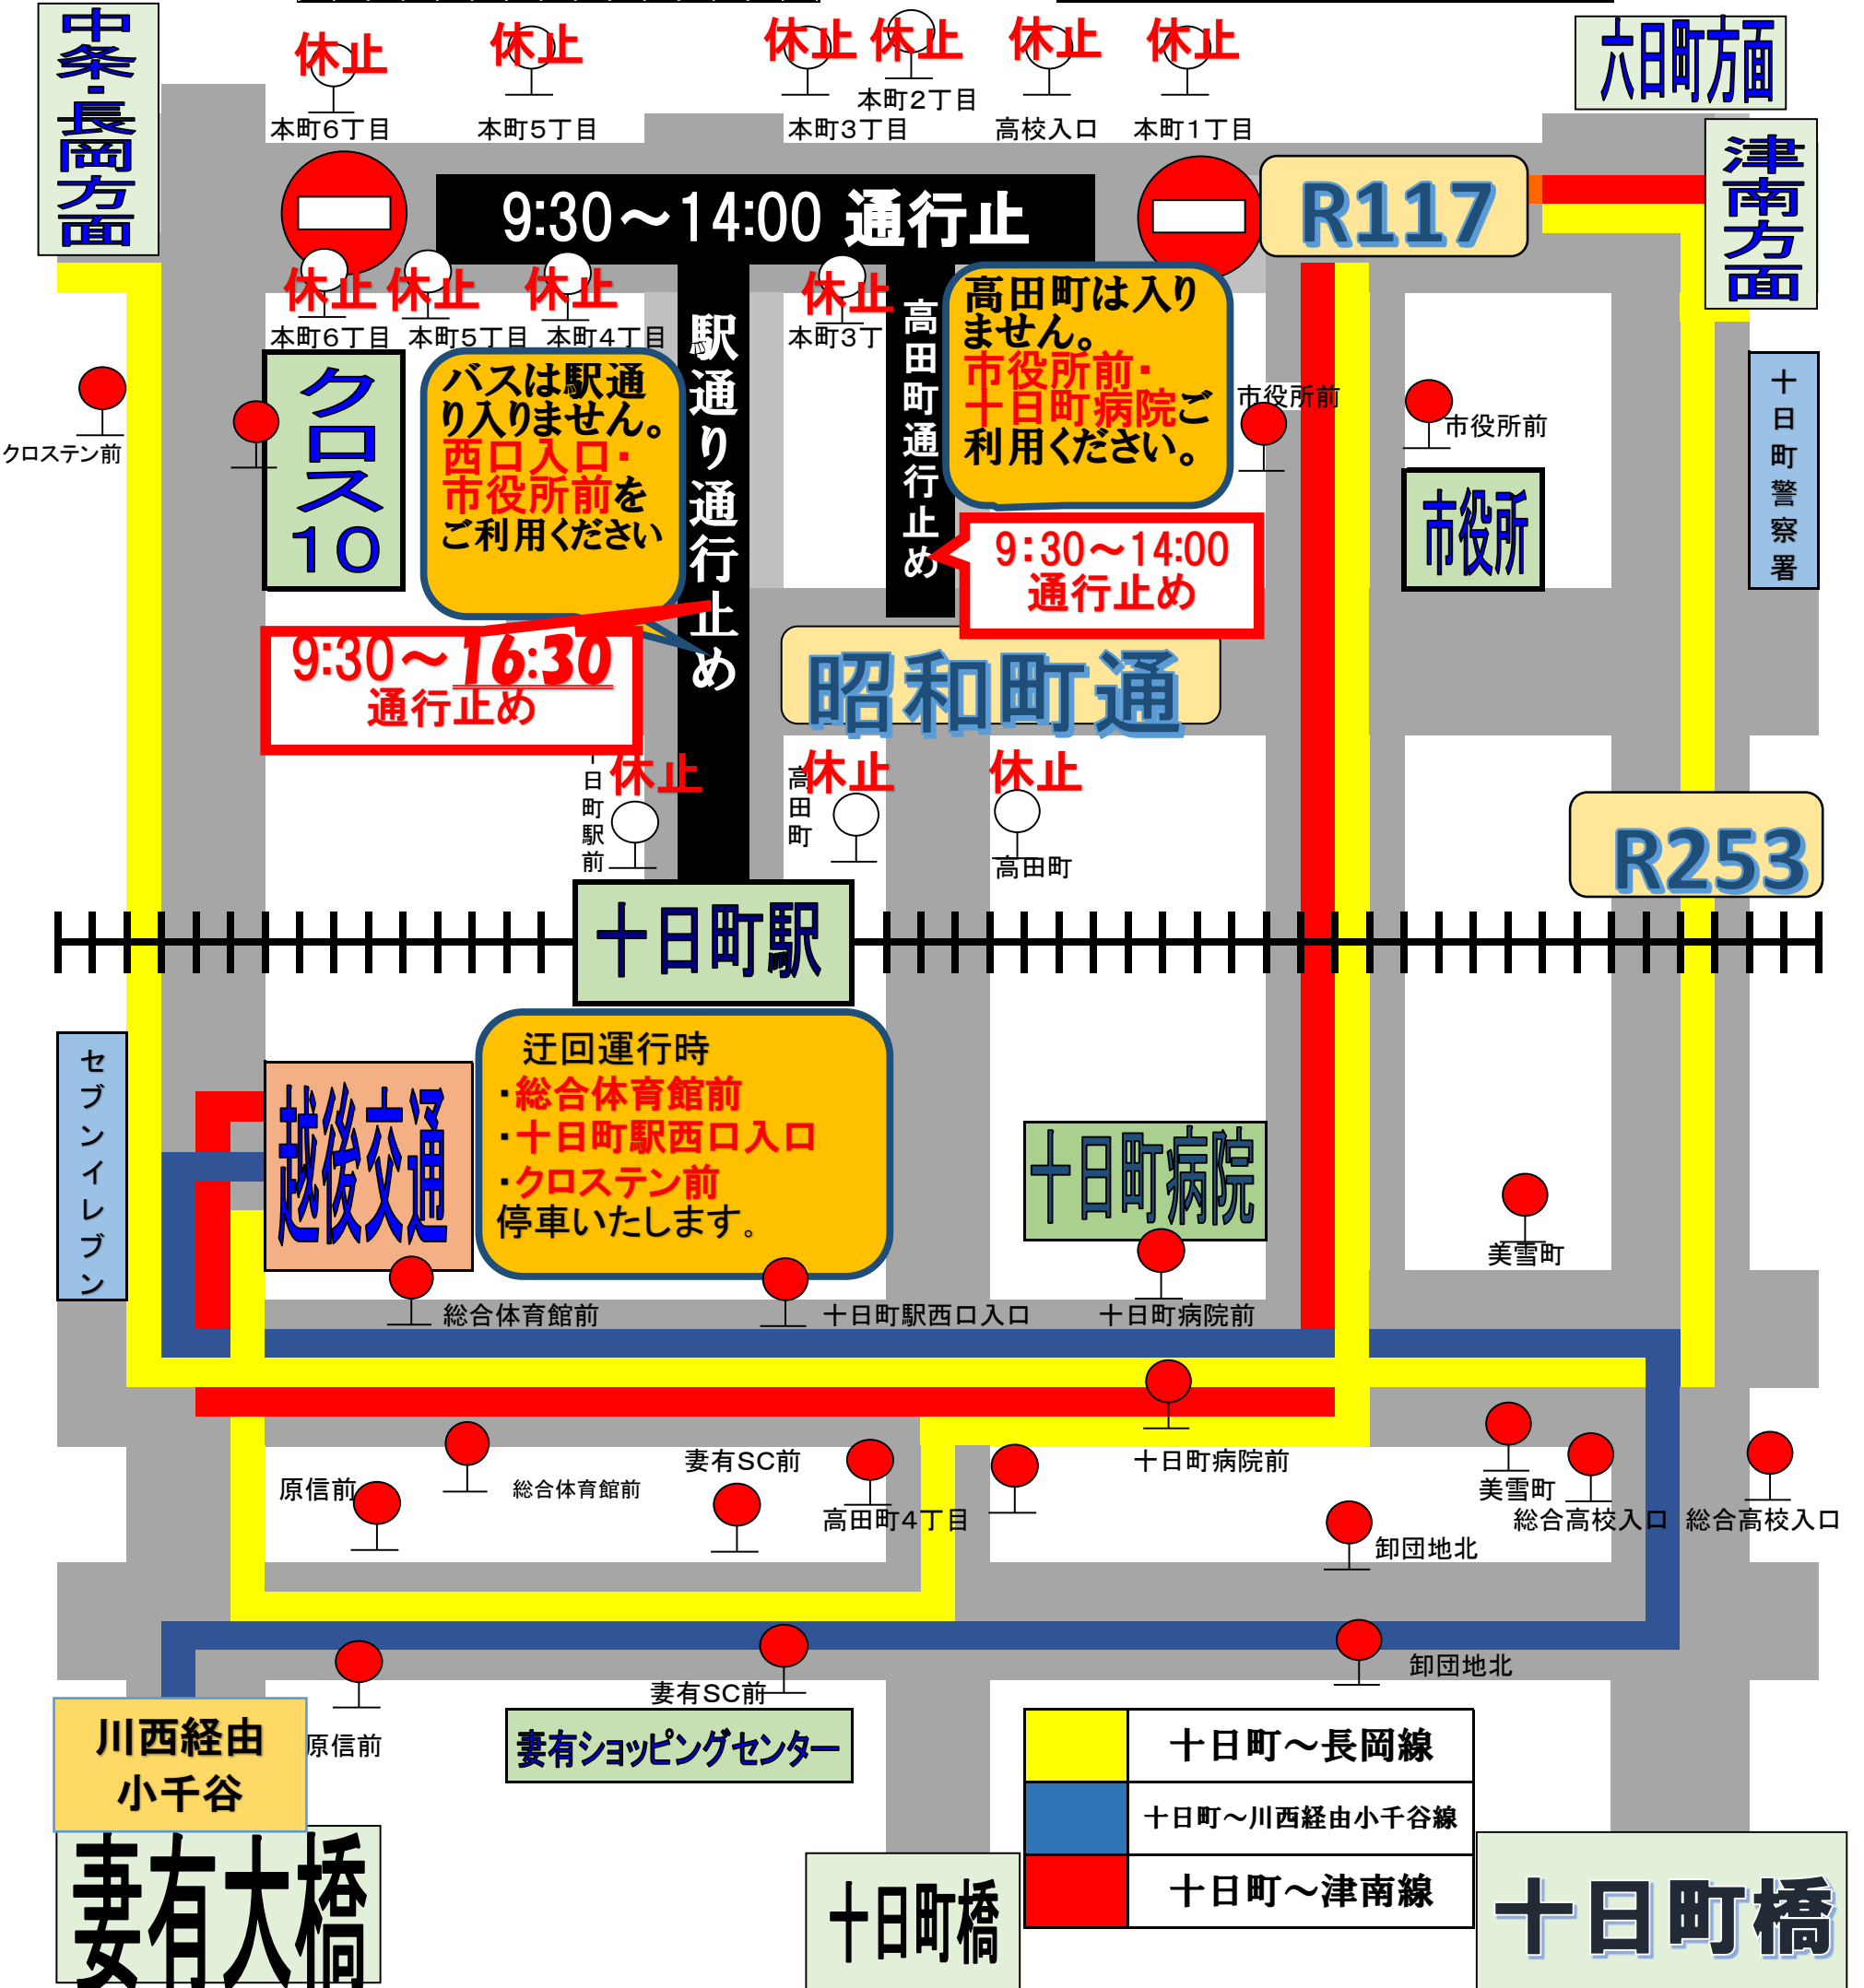 中条・長岡方面
休止
休止
休止
休止
休止
休止
六日町方面
本町6丁目
本町5丁目
本町3丁目
本町2丁目
高校入口
本町1丁目
津南方面
9:30～14:00 通行止
R117
休止
休止
休止
休止
本町6丁目
本町5丁目
本町4丁目
本町3丁
駅通り通行止め
高田町通行止め
高田町は入り
ません。
市役所前・
十日町病院ご
利用ください。
バスは駅通
り入りません。
西口入口・
市役所前を
ご利用ください
クロス10
クロステン前
市役所前
市役所前
市役所
十日町警察署
9：30～14:00
通行止め
9:30～16:30
通行止め
昭和町通
休止
休止
休止
日町駅前
高田町
高田町
R253
十日町駅
セブンイレブン
越後交通
迂回運行時
・総合体育館前
・十日町駅西口入口
・クロステン前
停車いたします。
十日町病院
美雪町
総合体育館前
十日町駅西口入口
十日町病院前
原信前
総合体育館前
妻有SC前
高田町4丁目
十日町病院前
美雪町
総合高校入口
総合高校入口
卸団地北
卸団地北
原信前
妻有SC前
川西経由
小千谷
妻有ショッピングセンター
十日町～長岡線
十日町～川西経由小千谷線
十日町～津南線
妻有大橋
十日町橋
十日町橋